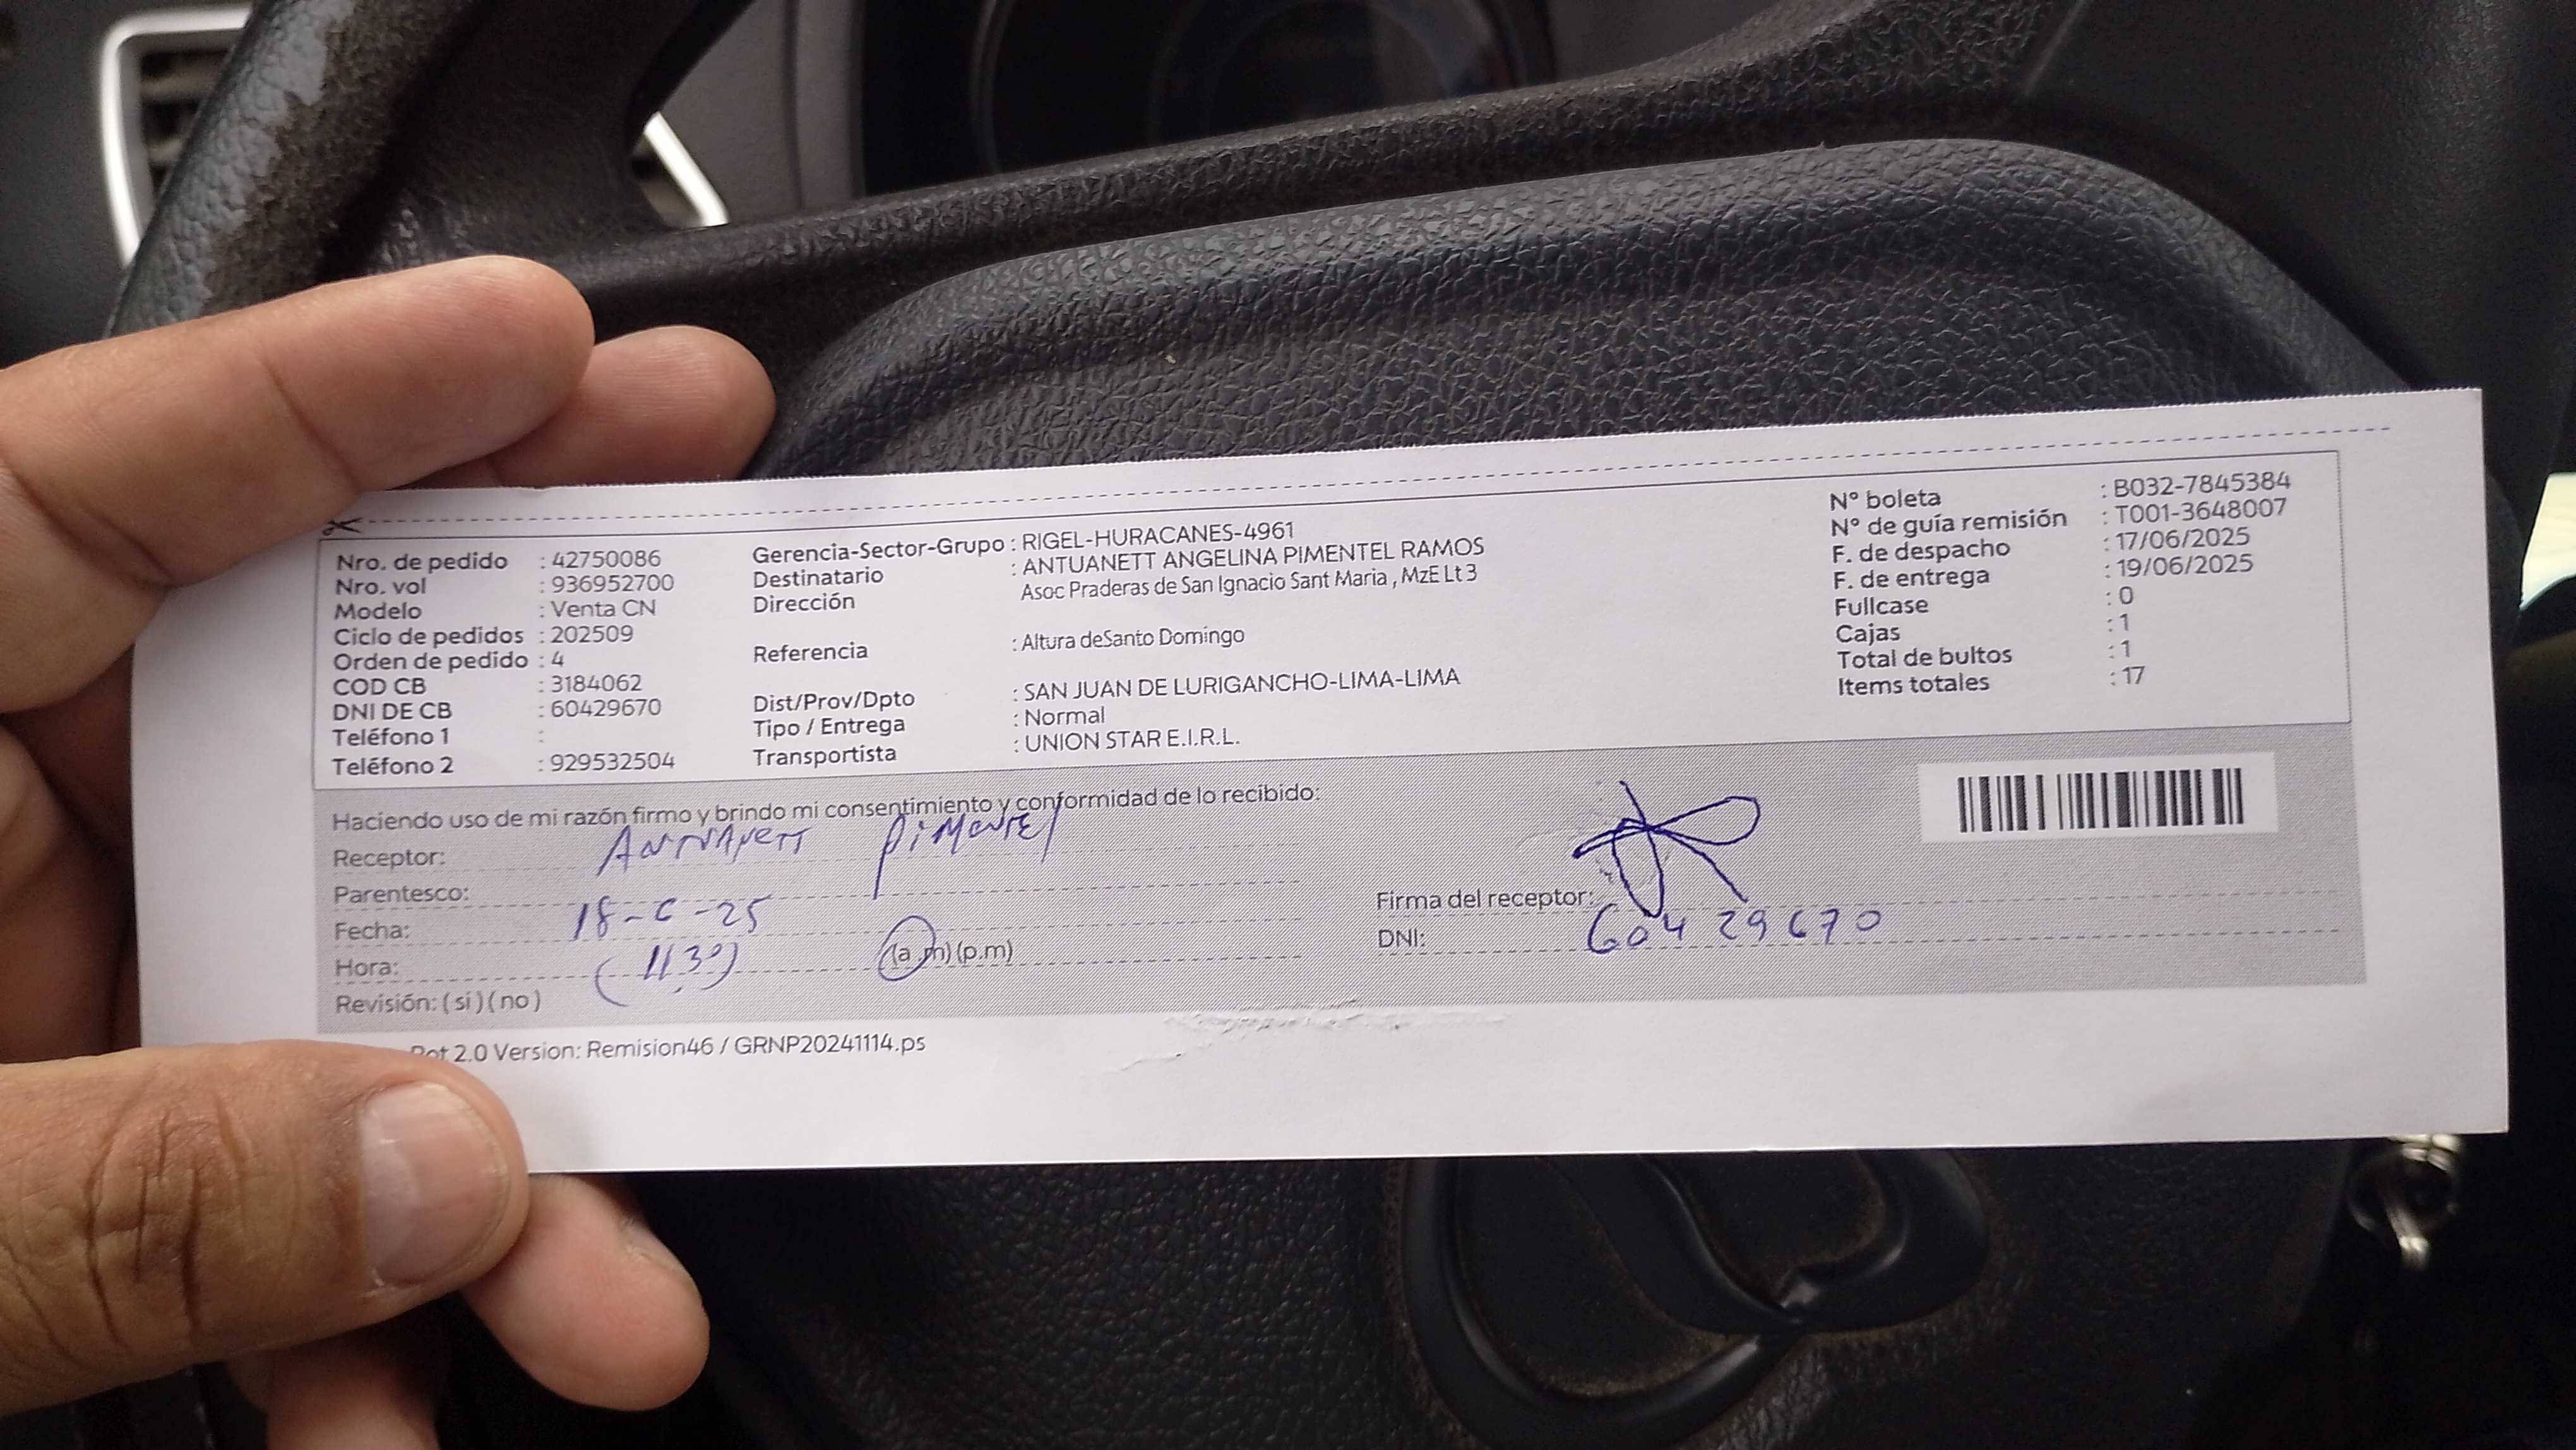 Nro. de pedido : 42750086
Nro. vol : 936952700
Modelo : Venta CN
Ciclo de pedidos : 202509
Orden de pedido : 4
COD CB : 3184062
DNI DE CB : 60429670
Teléfono 1 :
Teléfono 2 : 929532504
Gerencia-Sector-Grupo : RIGEL-HURACANES-4961
Destinatario : ANTUANETT ANGELINA PIMENTEL RAMOS
Dirección Asoc Praderas de San Ignacio Sant Maria , MzE Lt 3
Referencia : Altura deSanto Domingo
Dist/Prov/Dpto : SAN JUAN DE LURIGANCHO-LIMA-LIMA
Tipo / Entrega : Normal
Transportista : UNION STAR E.I.R.L.
N° boleta : B032-7845384
N° de guía remisión : T001-3648007
F. de despacho : 17/06/2025
F. de entrega : 19/06/2025
Fullcase : 0
Cajas : 1
Total de bultos : 1
Items totales : 17
Haciendo uso de mi razón firmo y brindo mi consentimiento y conformidad de lo recibido:
Receptor: Pimentel
Parentesco:
Fecha: 18-6-25
Hora: (1130) (a.m) (p.m)
Revisión: ( si ) ( no )
Firma del receptor:
DNI: 60429670
2.0 Version: Remision46 / GRNP20241114.ps